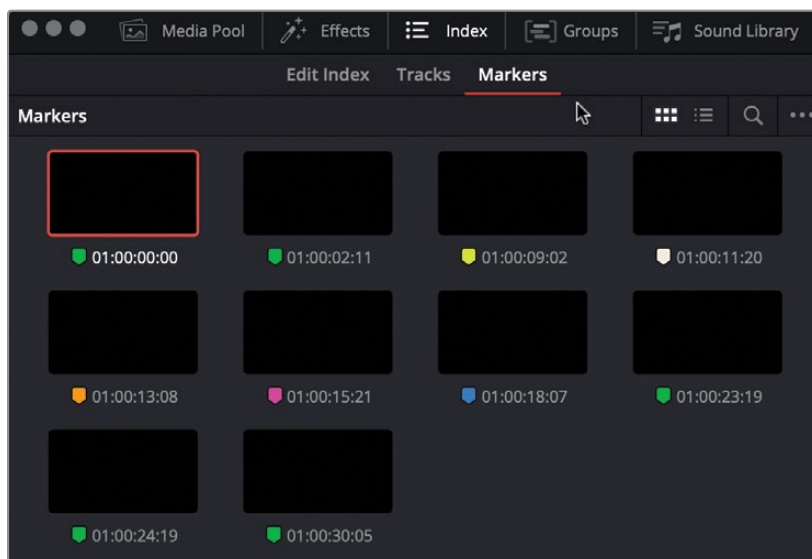 Media Pool Effects Index Groups Sound Library
Edit Index Tracks Markers
Markers
01:00:00:00 01:00:02:11 01:00:09:02 01:00:11:20
01:00:13:08 01:00:15:21 01:00:18:07 01:00:23:19
01:00:24:19 01:00:30:05